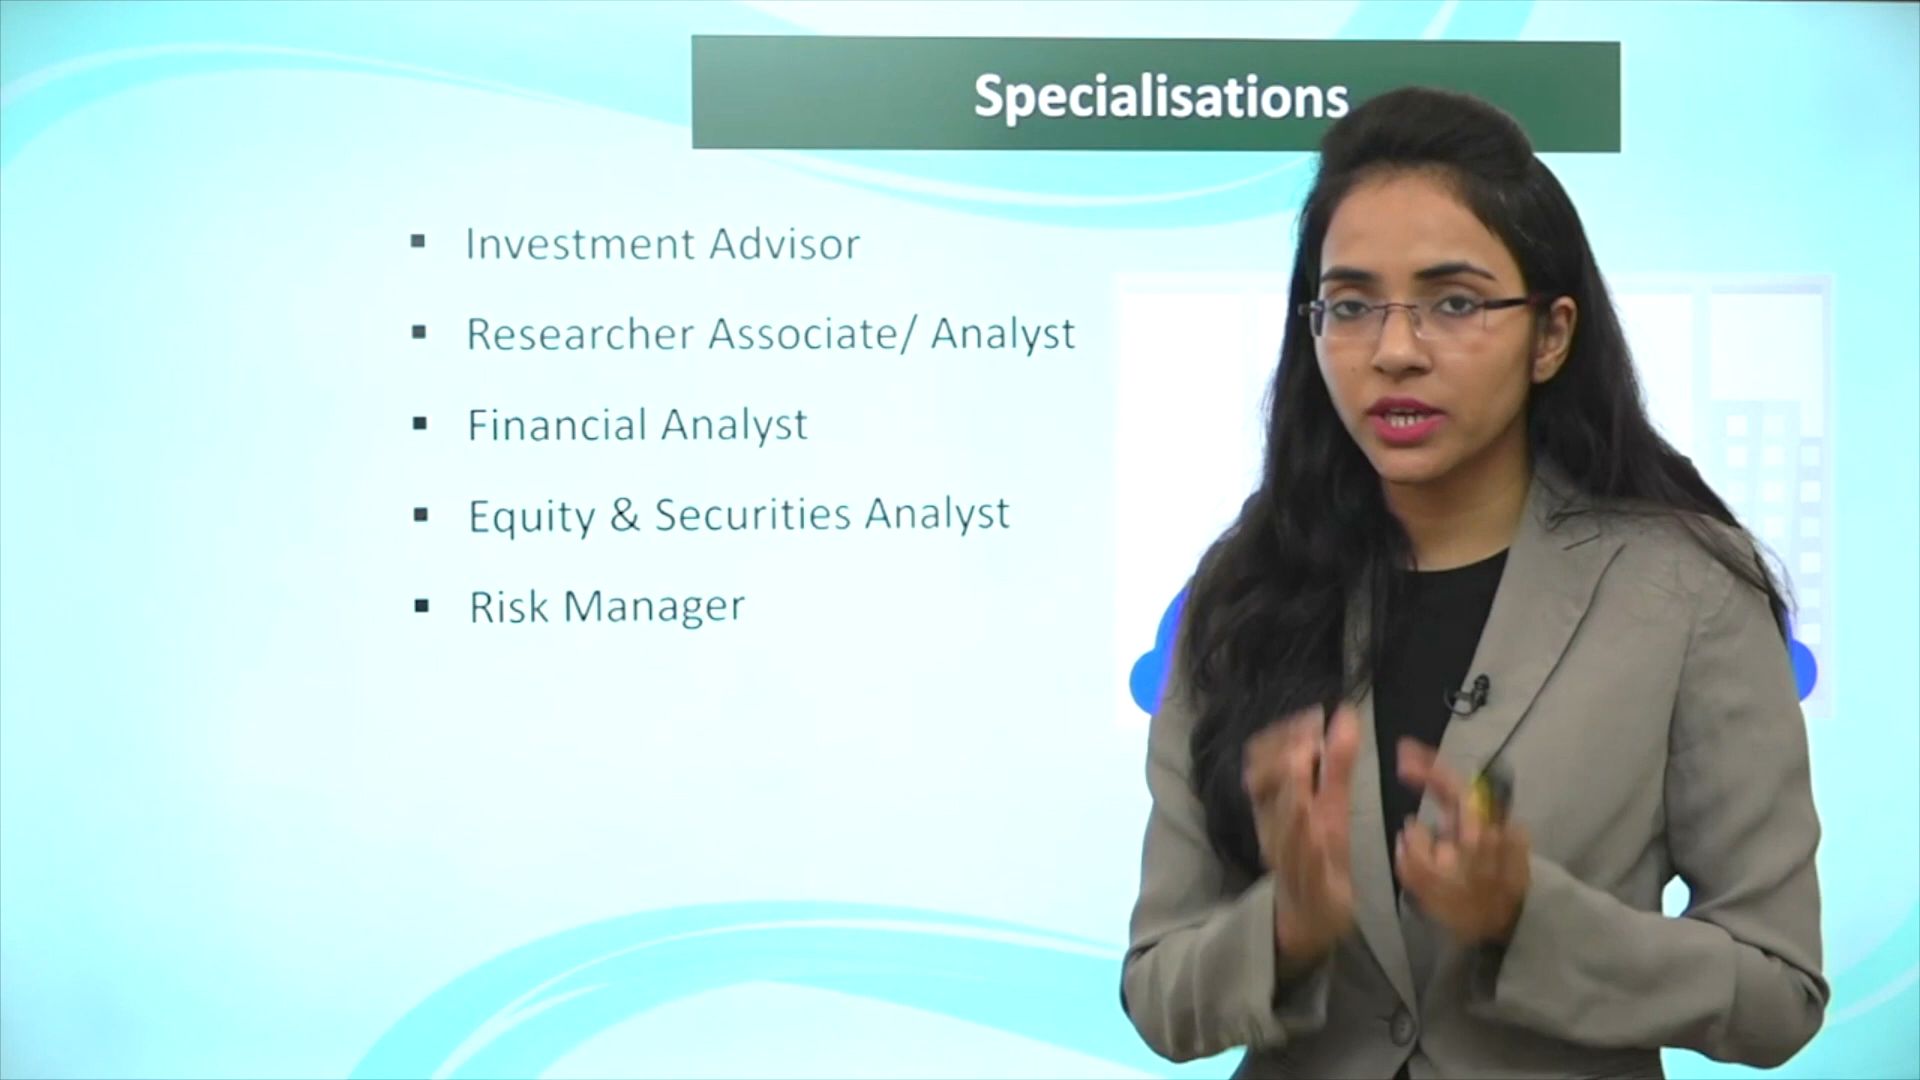 Specialisations
Investment Advisor
Researcher Associate/ Analyst
Financial Analyst
Equity & Securities Analyst
Risk Manager